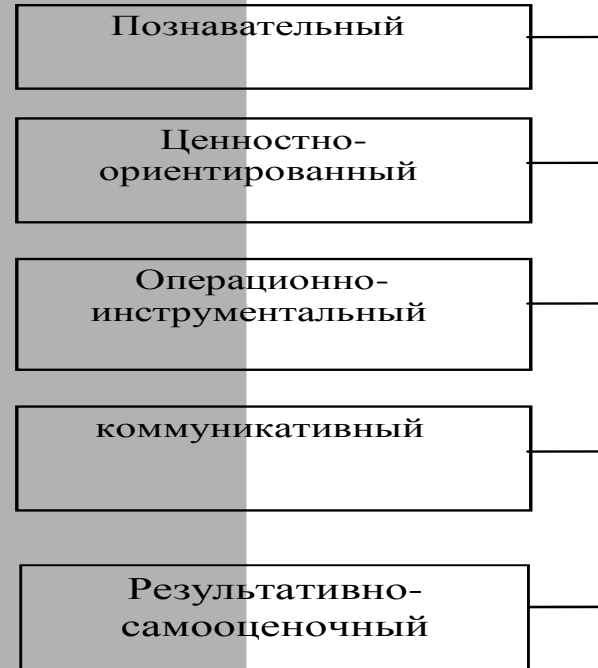 Познавательный
Ценностно-
ориентированный
Операционно-
инструментальный
коммуникативный
Результативно-
самооценочный